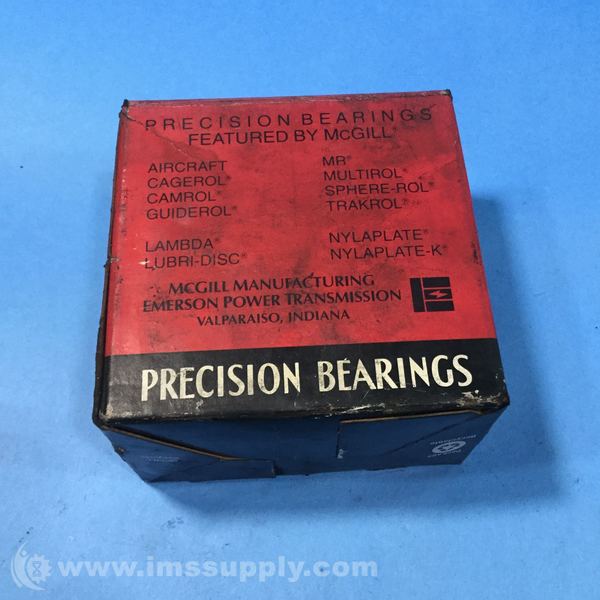 PRECISION BEARINGS
FEATURED BY McGILL®
AIRCRAFT
CAGEROL®
CAMROL®
GUIDEROL®
MR®
MULTIROL®
SPHERE-ROL®
TRAKROL®
LAMBDA®
LUBRI-DISC®
NYLAPLATE®
NYLAPLATE-K®
MCGILL MANUFACTURING
EMERSON POWER TRANSMISSION
VALPARAISO, INDIANA
PRECISION BEARINGS
www.imssupply.com